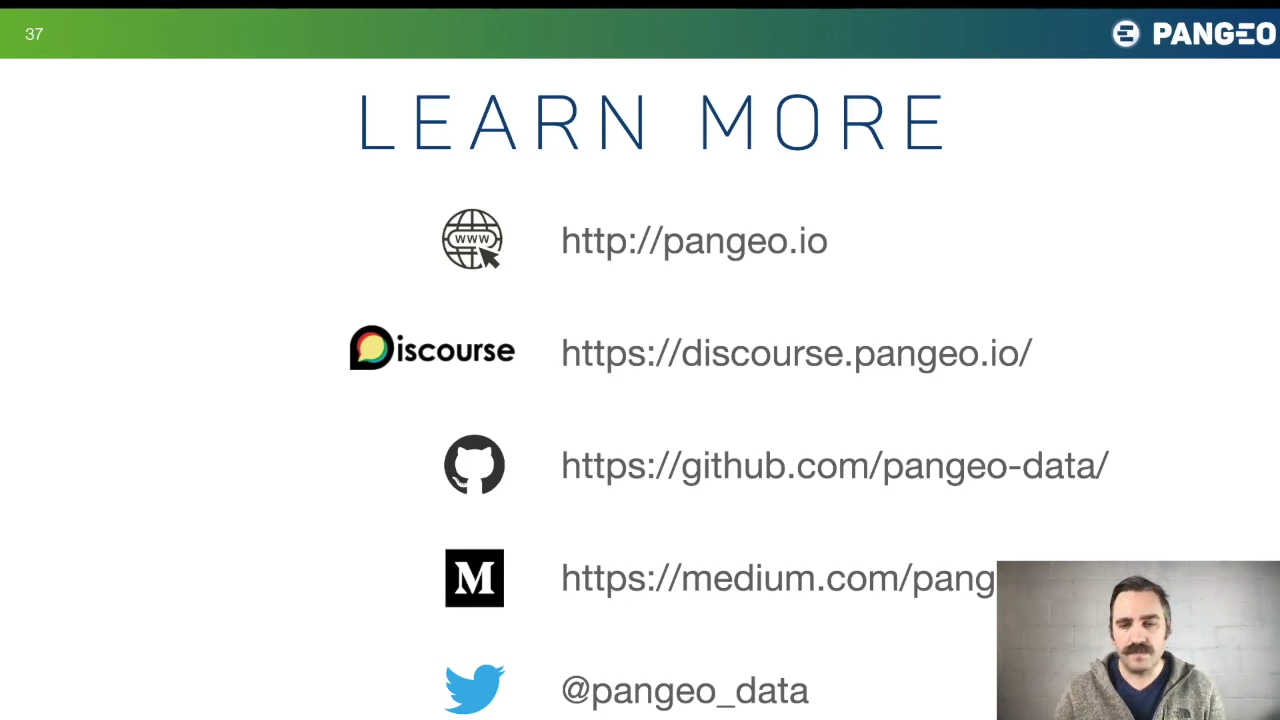 37
PANGEO
LEARN MORE
www
http://pangeo.io
Discourse
https://discourse.pangeo.io/
https://github.com/pangeo-data/
M
https://medium.com/pang
@pangeo_data